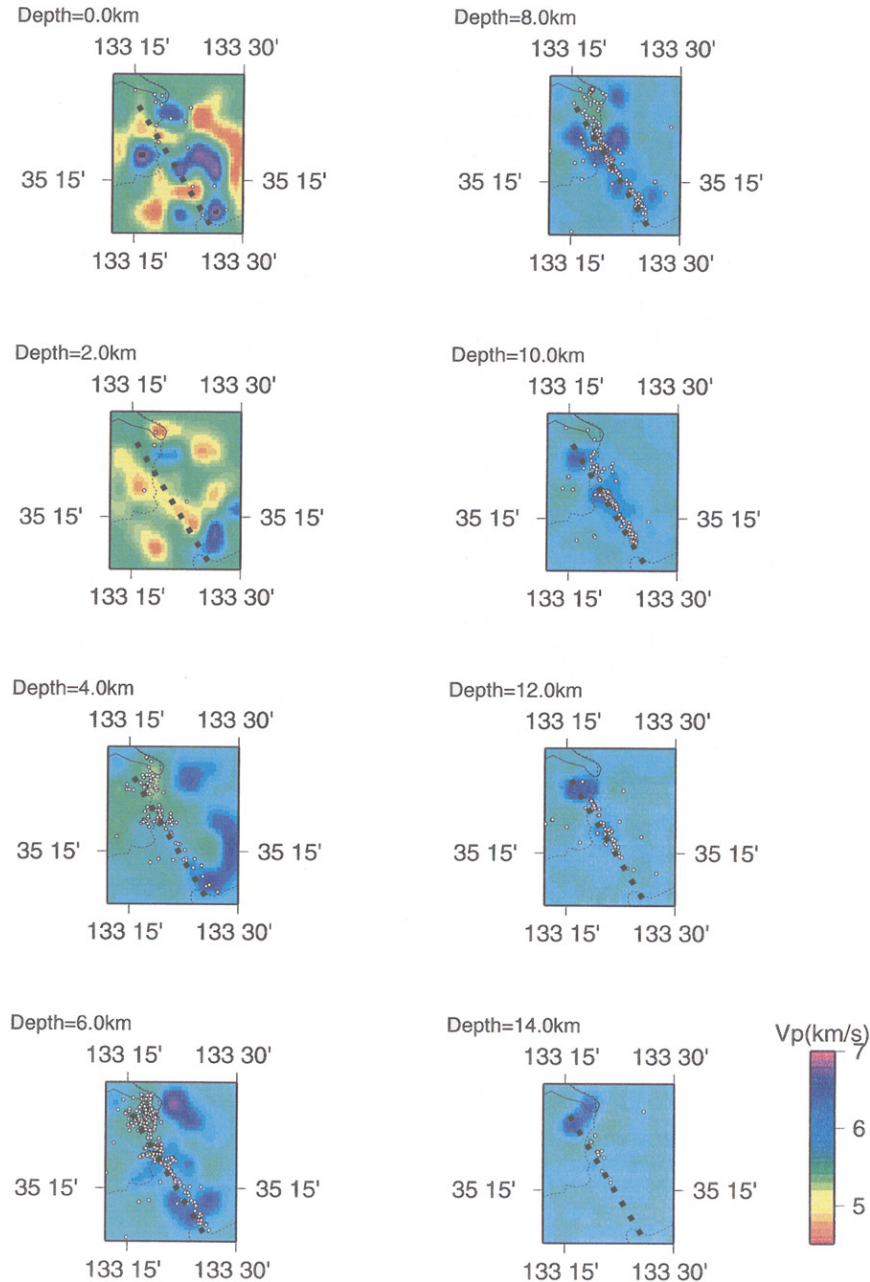 Depth=0.0km
133 15' 133 30'
35 15' 35 15'
133 15' 133 30'
Depth=2.0km
133 15' 133 30'
35 15' 35 15'
133 15' 133 30'
Depth=4.0km
133 15' 133 30'
35 15' 35 15'
133 15' 133 30'
Depth=6.0km
133 15' 133 30'
35 15' 35 15'
133 15' 133 30'
Depth=8.0km
133 15' 133 30'
35 15' 35 15'
133 15' 133 30'
Depth=10.0km
133 15' 133 30'
35 15' 35 15'
133 15' 133 30'
Depth=12.0km
133 15' 133 30'
35 15' 35 15'
133 15' 133 30'
Depth=14.0km
133 15' 133 30'
35 15' 35 15'
133 15' 133 30'
Vp(km/s)
7
6
5